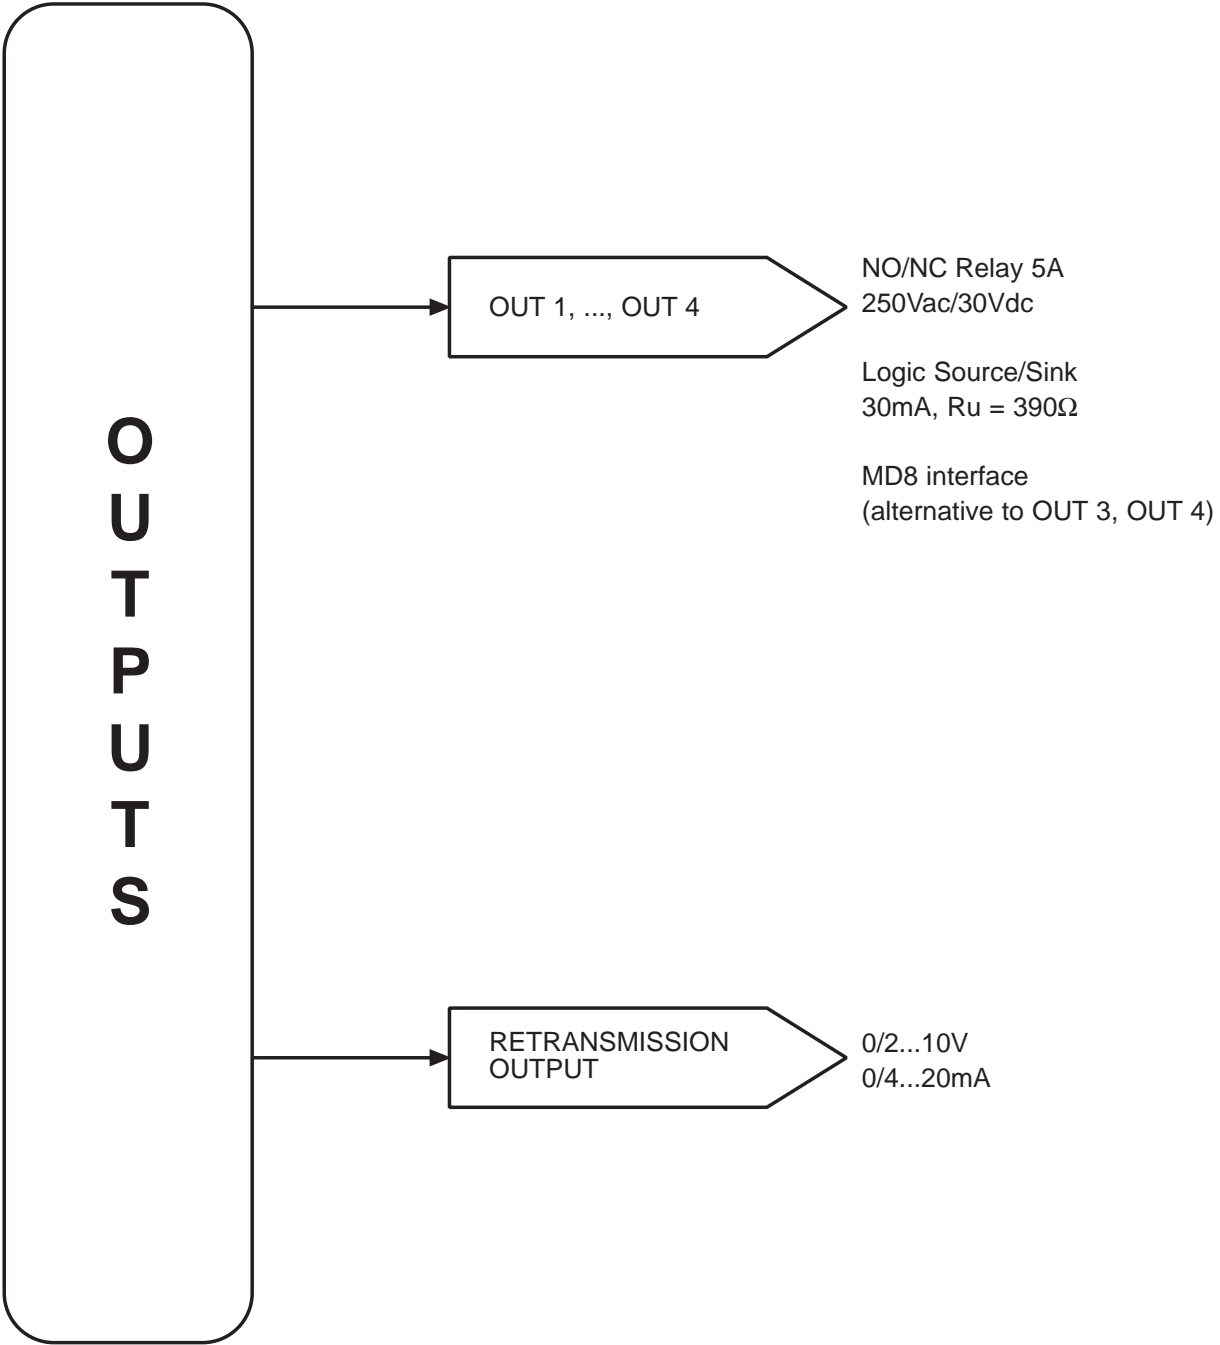 OUTPUTS
OUT 1, ..., OUT 4
NO/NC Relay 5A
250Vac/30Vdc
Logic Source/Sink
30mA, Ru = 390Ω
MD8 interface
(alternative to OUT 3, OUT 4)
RETRANSMISSION
OUTPUT
0/2...10V
0/4...20mA